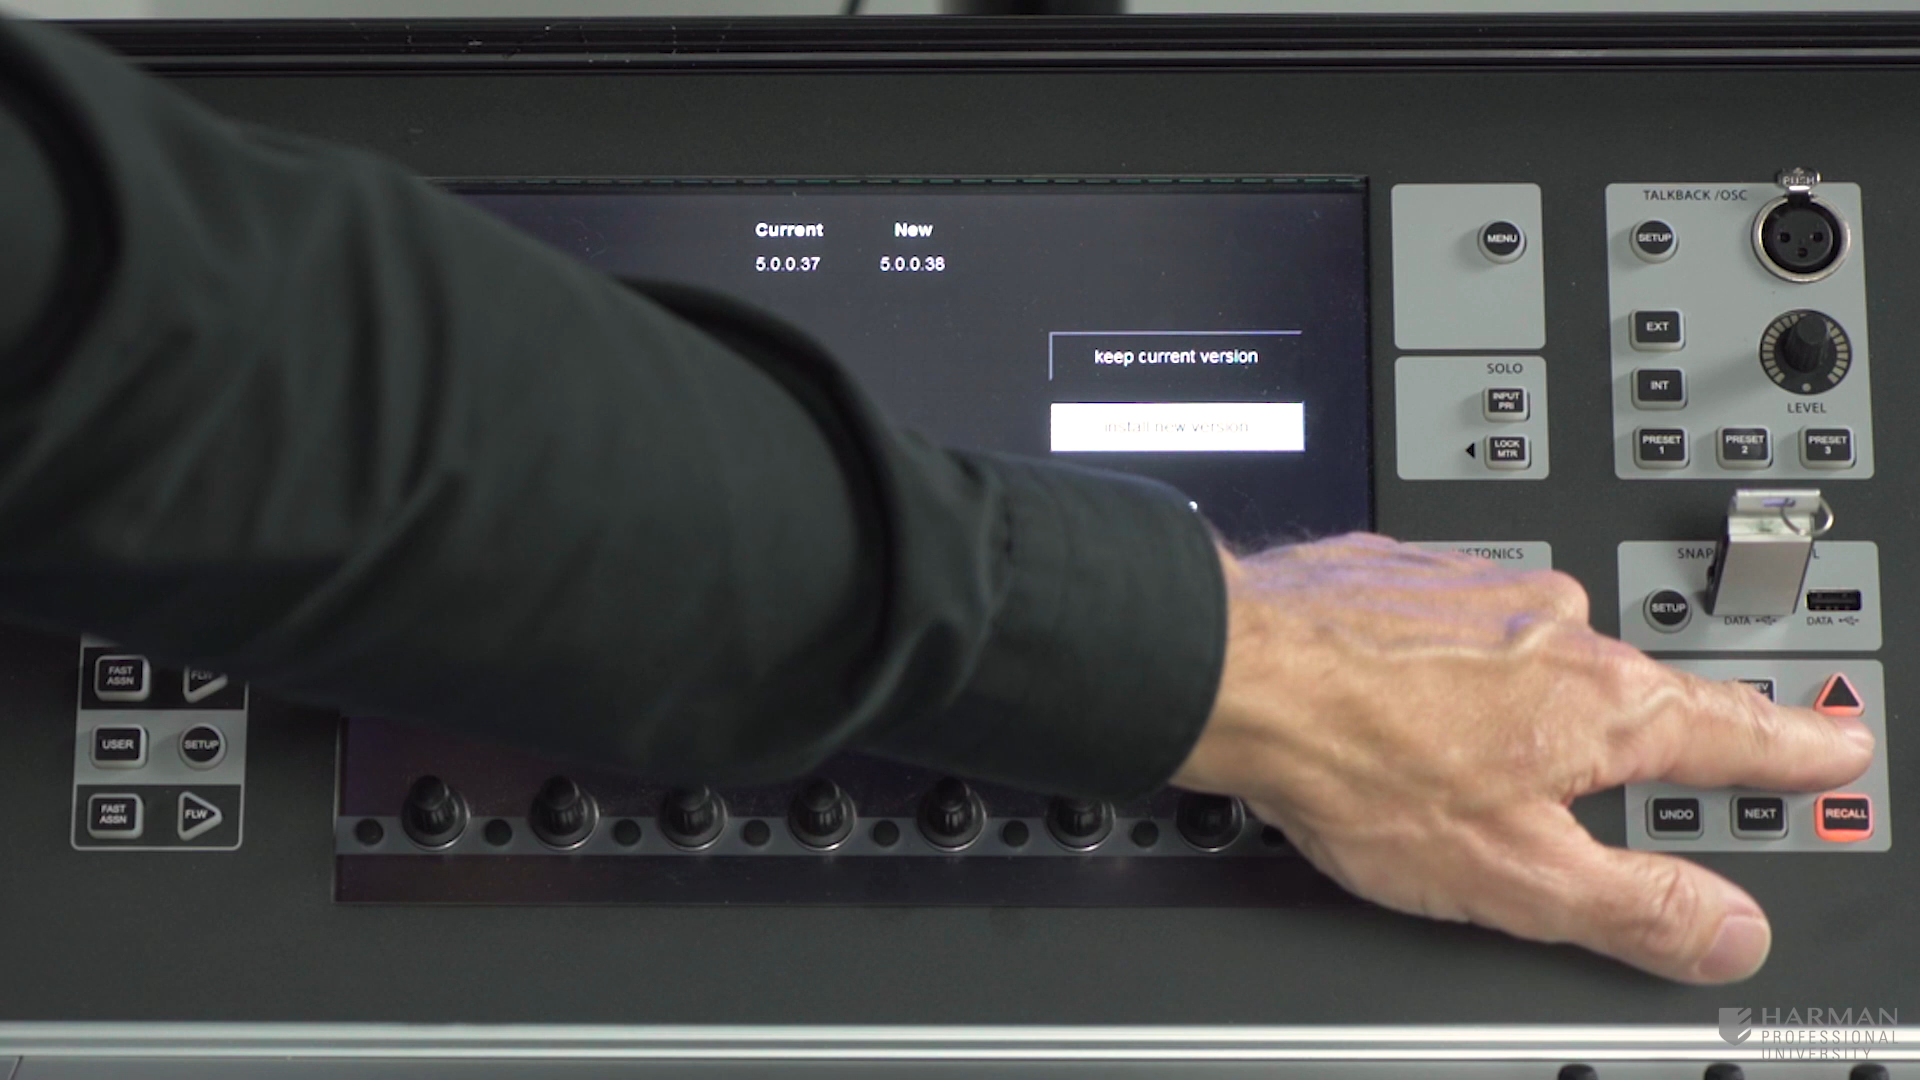 Current New
5.0.0.37 5.0.0.38
keep current version
install new version
MENU
SOLO
INPUT
PRI
LOCK
MTR
TALKBACK /OSC
PUSH
SETUP
EXT
INT
LEVEL
PRESET
1
PRESET
2
PRESET
3
SETUP
DATA
DATA
UNDO
NEXT
RECALL
FAST
ASSN
FLW
USER
SETUP
FAST
ASSN
FLW
HARMAN
PROFESSIONAL
UNIVERSITY